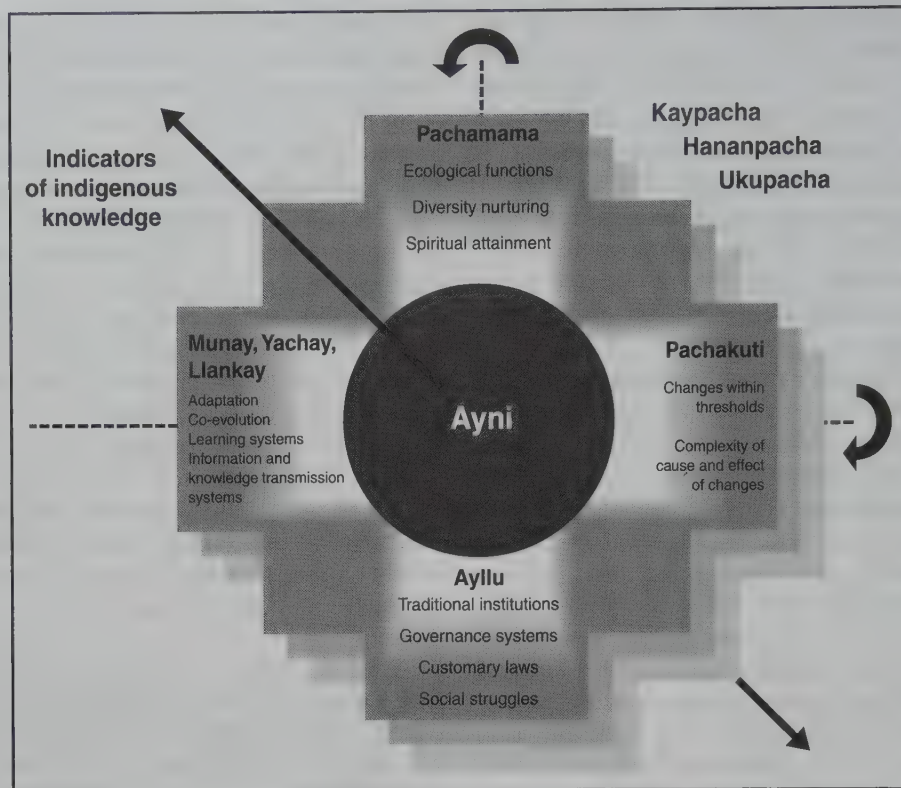 Indicators
of indigenous
knowledge
Pachamama
Ecological functions
Diversity nurturing
Spiritual attainment
Kaypacha
Hananpacha
Ukupacha
Munay, Yachay,
Llankay
Adaptation
Co-evolution
Learning systems
Information and
knowledge transmission
systems
Ayni
Pachakuti
Changes within
thresholds
Complexity of
cause and effect
of changes
Ayllu
Traditional institutions
Governance systems
Customary laws
Social struggles